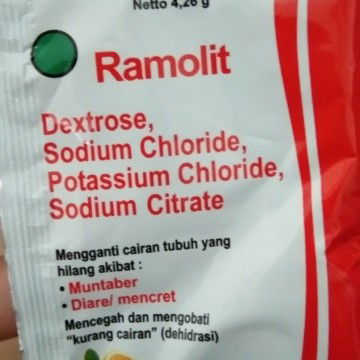 Netto 4,26 g
Ramolit
Dextrose,
Sodium Chloride,
Potassium Chloride,
Sodium Citrate
Mengganti cairan tubuh yang
hilang akibat :
• Muntaber
• Diare/ mencret
Mencegah dan mengobati
"kurang cairan" (dehidrasi)